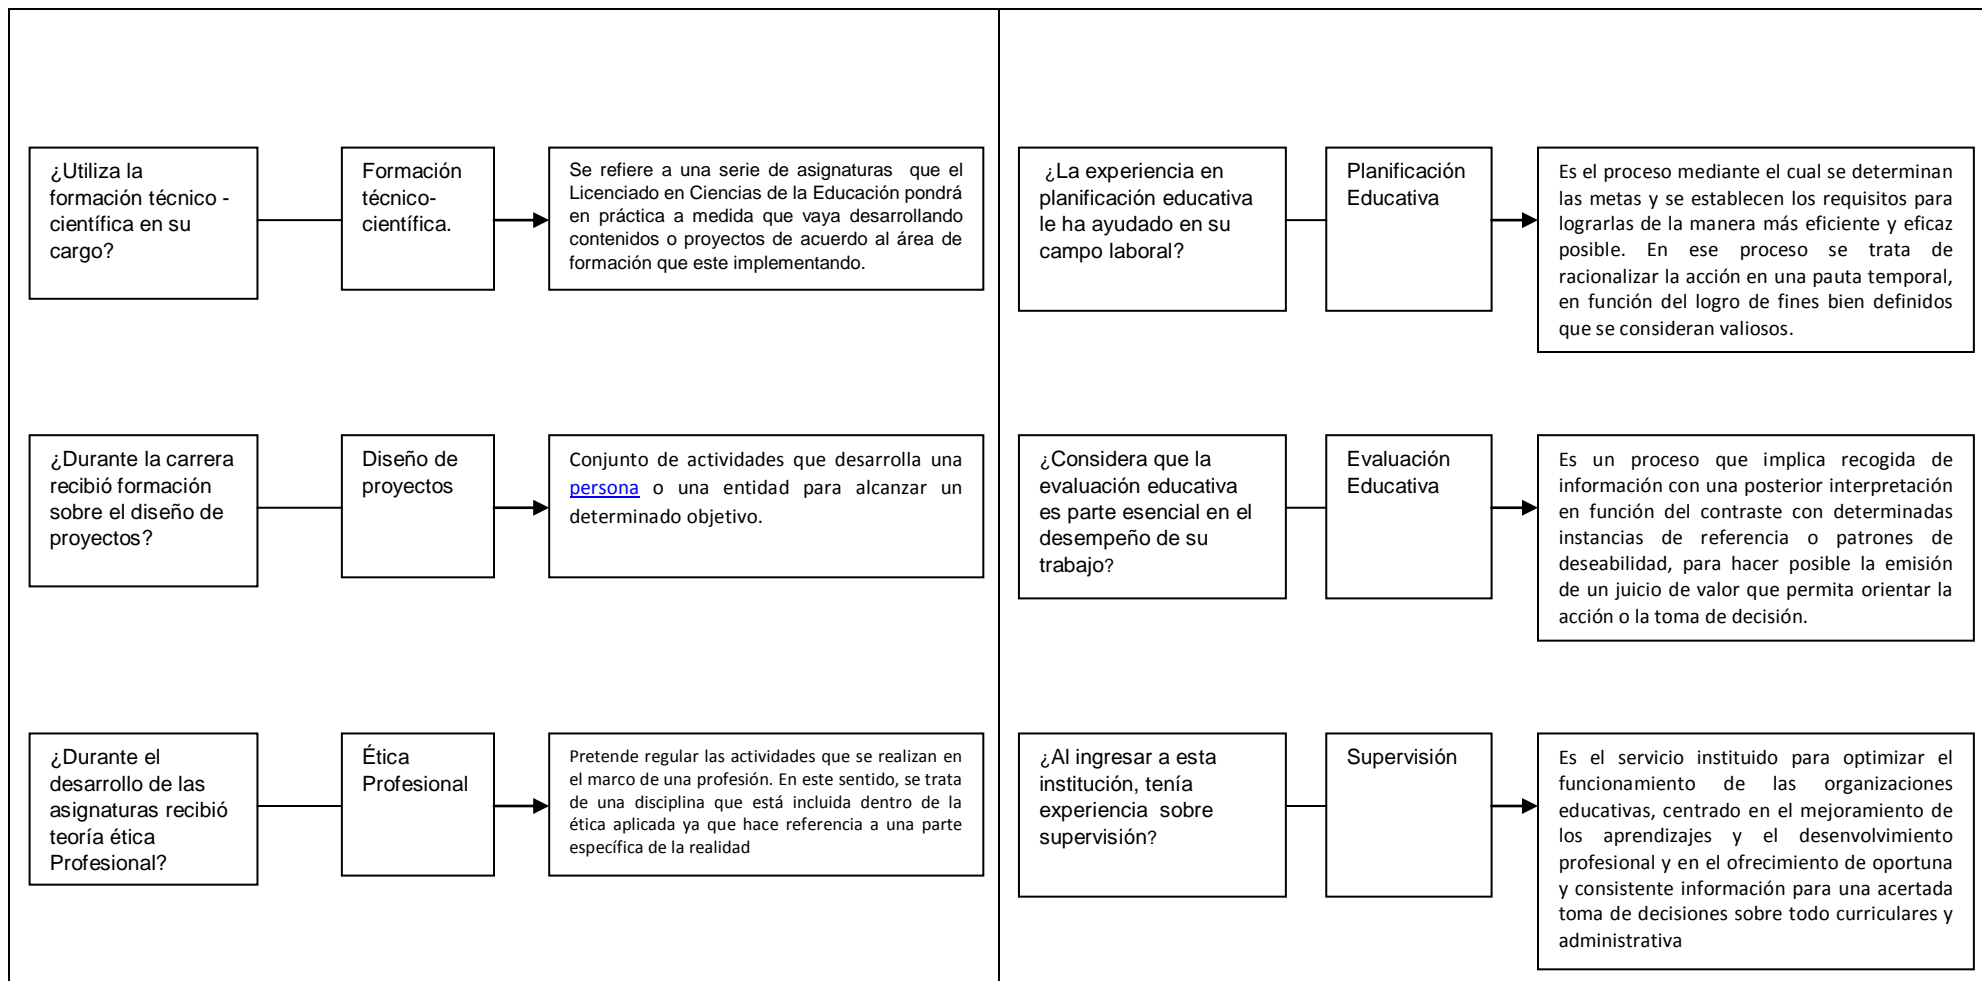 ¿Utiliza la
formación técnico -
científica en su
cargo?
Formación
técnico-
científica.
Se refiere a una serie de asignaturas que el
Licenciado en Ciencias de la Educación pondrá
en práctica a medida que vaya desarrollando
contenidos o proyectos de acuerdo al área de
formación que este implementando.
¿Durante la carrera
recibió formación
sobre el diseño de
proyectos?
Diseño de
proyectos
Conjunto de actividades que desarrolla una
persona o una entidad para alcanzar un
determinado objetivo.
¿Durante el
desarrollo de las
asignaturas recibió
teoría ética
Profesional?
Ética
Profesional
Pretende regular las actividades que se realizan en
el marco de una profesión. En este sentido, se trata
de una disciplina que está incluida dentro de la
ética aplicada ya que hace referencia a una parte
específica de la realidad
¿La experiencia en
planificación educativa
le ha ayudado en su
campo laboral?
Planificación
Educativa
Es el proceso mediante el cual se determinan
las metas y se establecen los requisitos para
lograrlas de la manera más eficiente y eficaz
posible. En ese proceso se trata de
racionalizar la acción en una pauta temporal,
en función del logro de fines bien definidos
que se consideran valiosos.
¿Considera que la
evaluación educativa
es parte esencial en el
desempeño de su
trabajo?
Evaluación
Educativa
Es un proceso que implica recogida de
información con una posterior interpretación
en función del contraste con determinadas
instancias de referencia o patrones de
deseabilidad, para hacer posible la emisión
de un juicio de valor que permita orientar la
acción o la toma de decisión.
¿Al ingresar a esta
institución, tenía
experiencia sobre
supervisión?
Supervisión
Es el servicio instituido para optimizar el
funcionamiento de las organizaciones
educativas, centrado en el mejoramiento de
los aprendizajes y el desenvolvimiento
profesional y en el ofrecimiento de oportuna
y consistente información para una acertada
toma de decisiones sobre todo curriculares y
administrativa